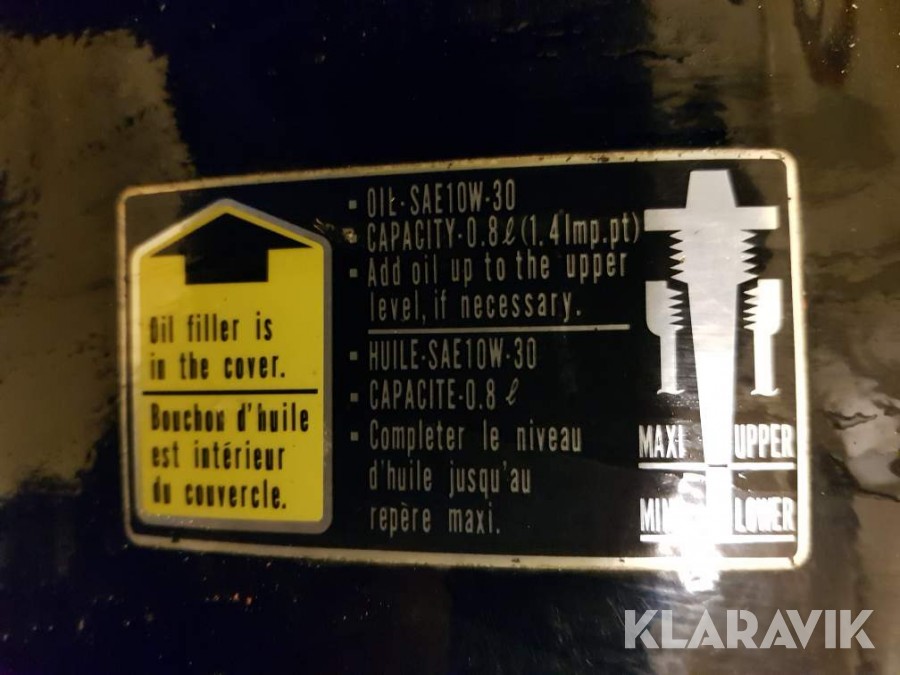 Oil filler is
in the cover.
Bouchon d'huile
est intérieur
du couvercle.
▪ OIL·SAE10W-30
▪ CAPACITY·0.8ℓ(1.4Imp.pt)
▪ Add oil up to the upper
level, if necessary.
▪ HUILE·SAE10W-30
▪ CAPACITE·0.8ℓ
▪ Completer le niveau
d'huile jusqu'au
repère maxi.
MAXI UPPER
MINI LOWER
KLARAVIK